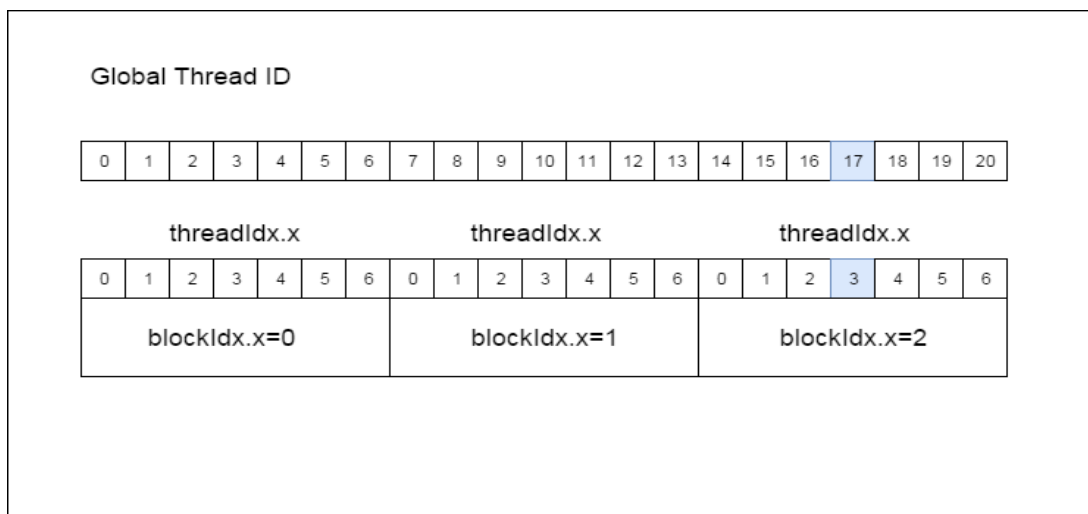 Global Thread ID
0 1 2 3 4 5 6 7 8 9 10 11 12 13 14 15 16 17 18 19 20
threadIdx.x threadIdx.x threadIdx.x
0 1 2 3 4 5 6 0 1 2 3 4 5 6 0 1 2 3 4 5 6
blockIdx.x=0 blockIdx.x=1 blockIdx.x=2